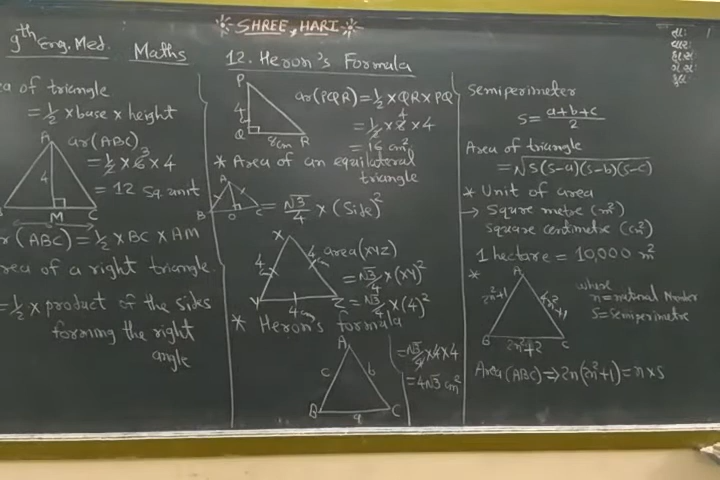 SHREE HARI
9th Eng. Med. Maths
12. Heron's Formula
a of triangle
= 1/2 × base × height
A
4
B M C
ar(ABC)
= 1/2 × 6 3 × 4
= 12 Sq. unit
r (ABC) = 1/2 × BC × AM
rea of a right triangle
= 1/2 × product of the sides
forming the right
angle
P
4
Q 8cm R
ar(PQR) = 1/2 × QR × PQ
= 1/2 × 8 4 × 4
= 16 cm²
* Area of an equilateral
triangle
A
B D C
= √3/4 × (Side)²
X
4 4
Y 4cm Z
area(XYZ)
= √3/4 × (XY)²
= √3/4 × (4)²
= √3/4 × 4 × 4
= 4√3 cm²
* Heron's formula
A
c b
B a C
Semiperimeter
S = a+b+c/2
Area of triangle
= √S(S-a)(S-b)(S-c)
* Unit of area
→ Squre metre (m²)
square centimetre (cm²)
1 hectare = 10,000 m²
*
A
B C
2n²+2
where
n = natural Number
S = Semiperimetre
Area (ABC) ⇒ 2n(2n²+1) = n × S
તા:
વાર: